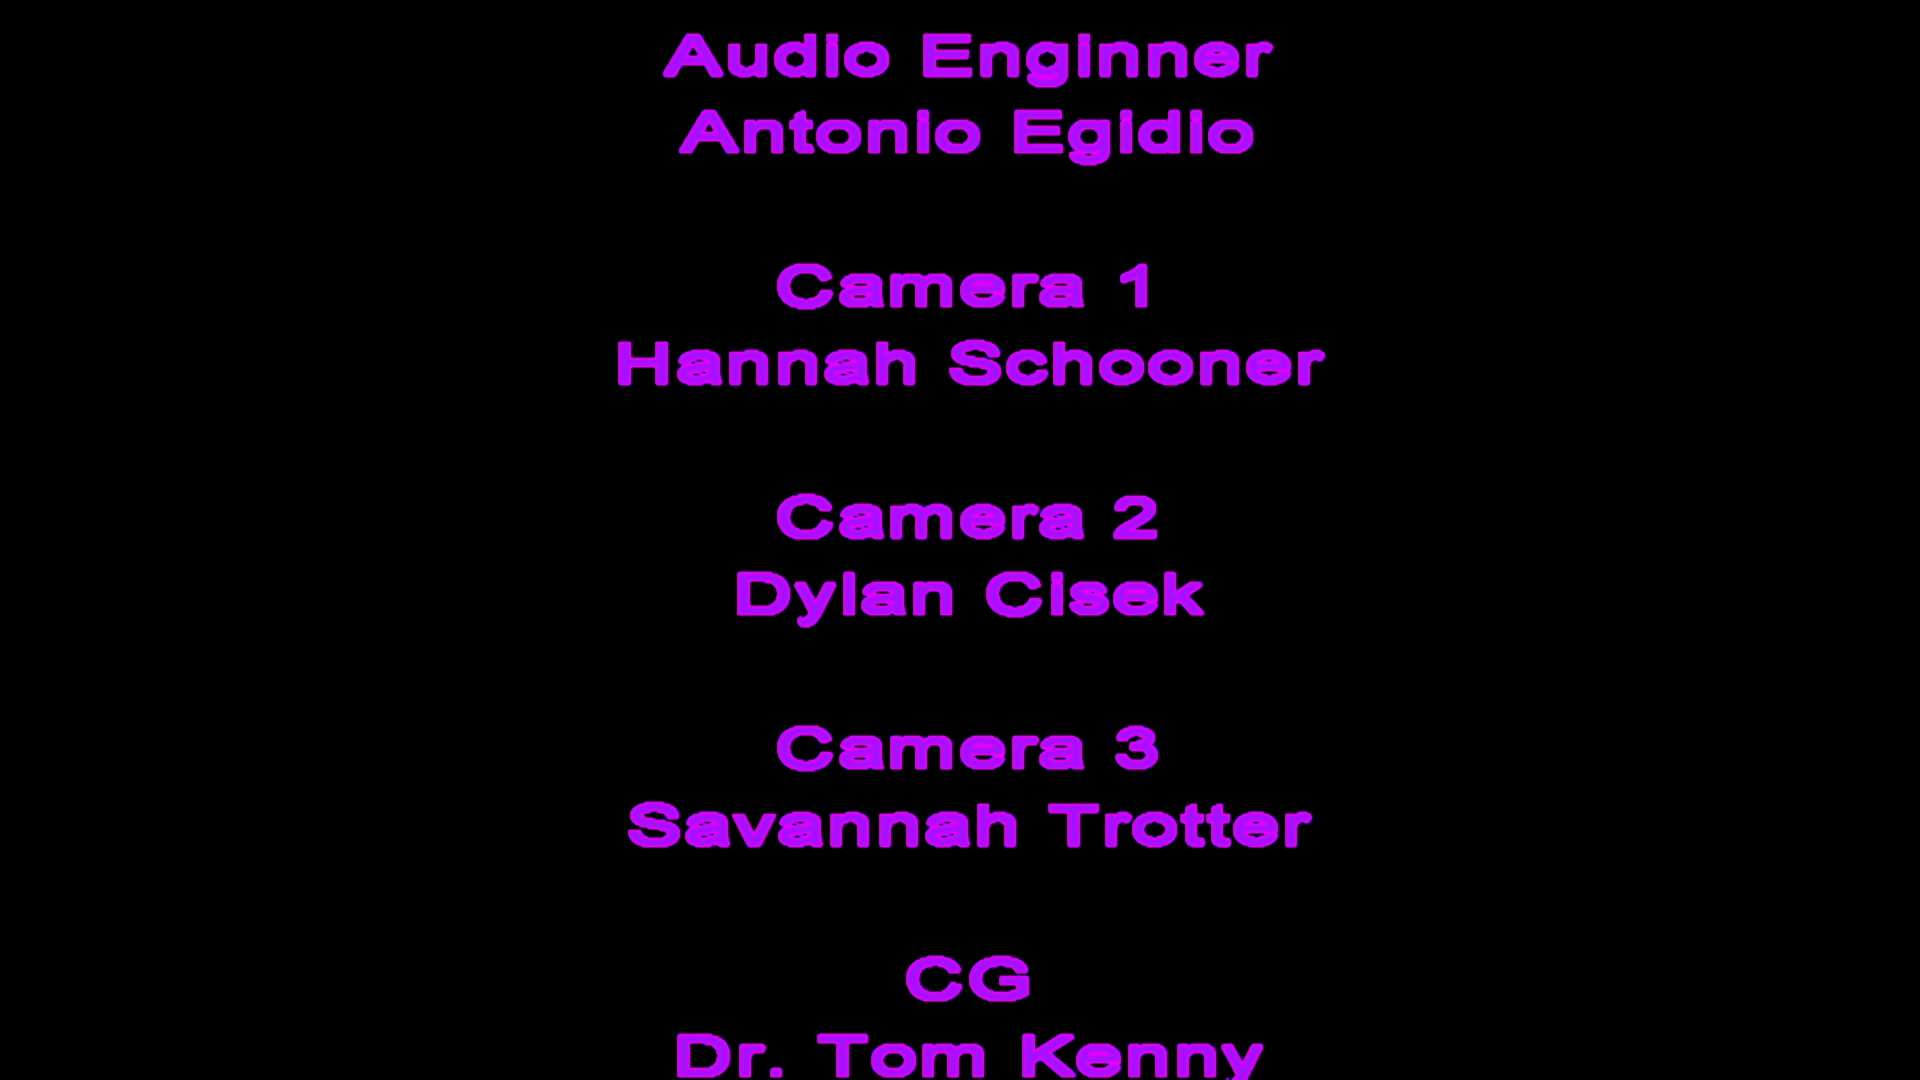 Audio Enginner
Antonio Egidio
Camera 1
Hannah Schooner
Camera 2
Dylan Cisek
Camera 3
Savannah Trotter
CG
Dr. Tom Kenny